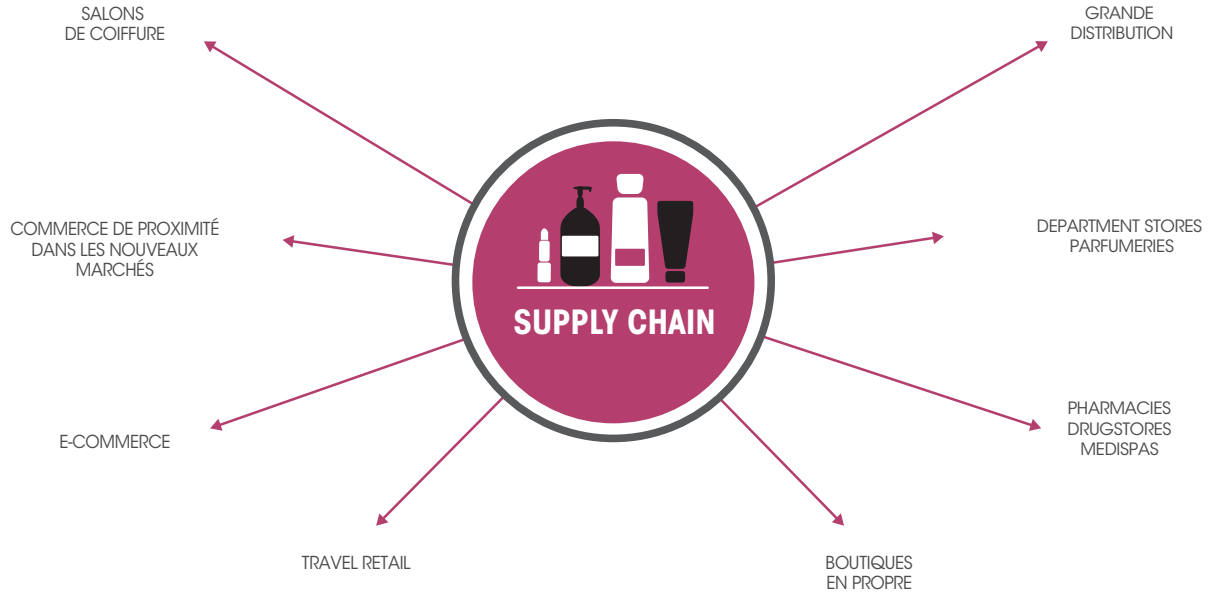 SALONS
DE COIFFURE
GRANDE
DISTRIBUTION
COMMERCE DE PROXIMITÉ
DANS LES NOUVEAUX
MARCHÉS
DEPARTMENT STORES
PARFUMERIES
SUPPLY CHAIN
E-COMMERCE
PHARMACIES
DRUGSTORES
MEDISPAS
TRAVEL RETAIL
BOUTIQUES
EN PROPRE